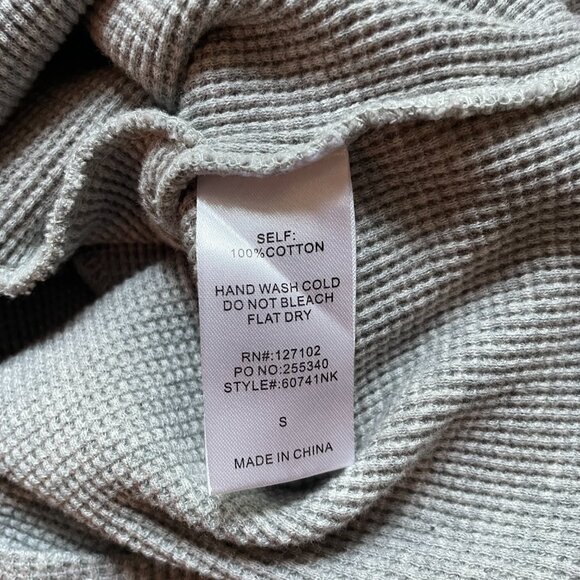 SELF:
100%COTTON
HAND WASH COLD
DO NOT BLEACH
FLAT DRY
RN#:127102
PO NO:255340
STYLE#:60741NK
S
MADE IN CHINA